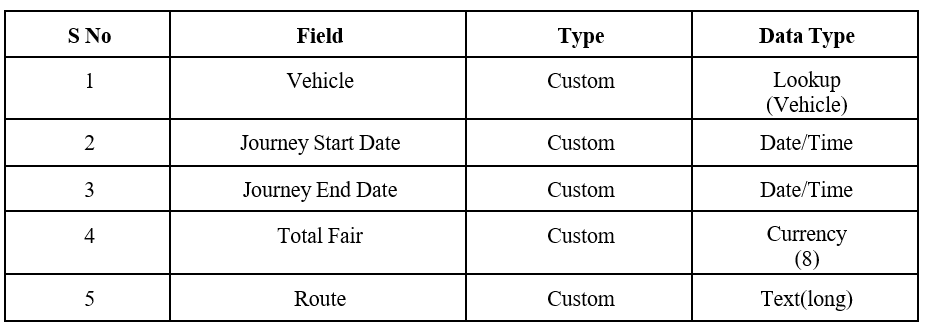 S No Field Type Data Type
1 Vehicle Custom Lookup
(Vehicle)
2 Journey Start Date Custom Date/Time
3 Journey End Date Custom Date/Time
4 Total Fair Custom Currency
(8)
5 Route Custom Text(long)